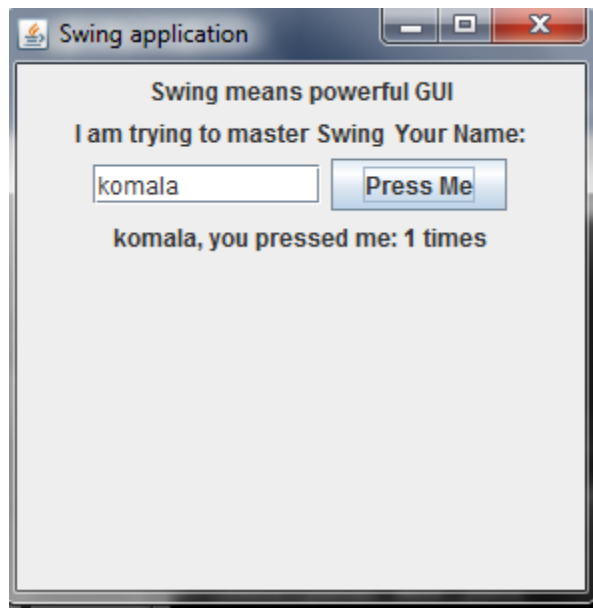 Swing application
Swing means powerful GUI
I am trying to master Swing Your Name:
komala Press Me
komala, you pressed me: 1 times